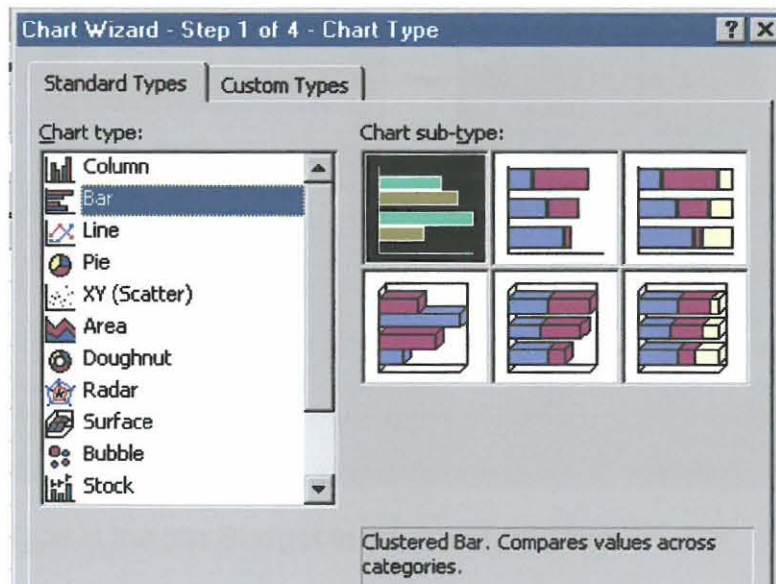 Chart Wizard - Step 1 of 4 - Chart Type
Standard Types
Custom Types
Chart type:
Column
Bar
Line
Pie
XY (Scatter)
Area
Doughnut
Radar
Surface
Bubble
Stock
Chart sub-type:
Clustered Bar. Compares values across
categories.